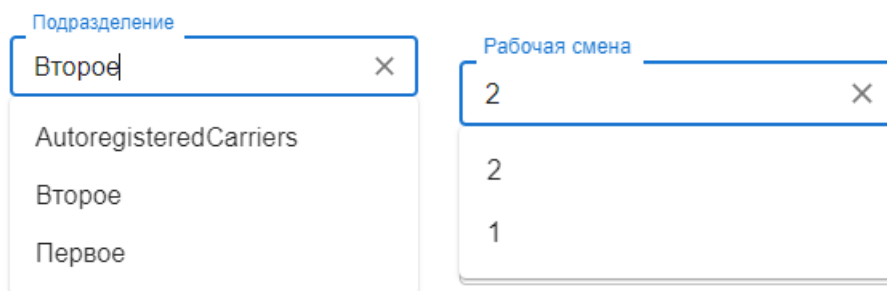 Подразделение
Второе
AutoregisteredCarriers
Второе
Первое
Рабочая смена
2
2
1